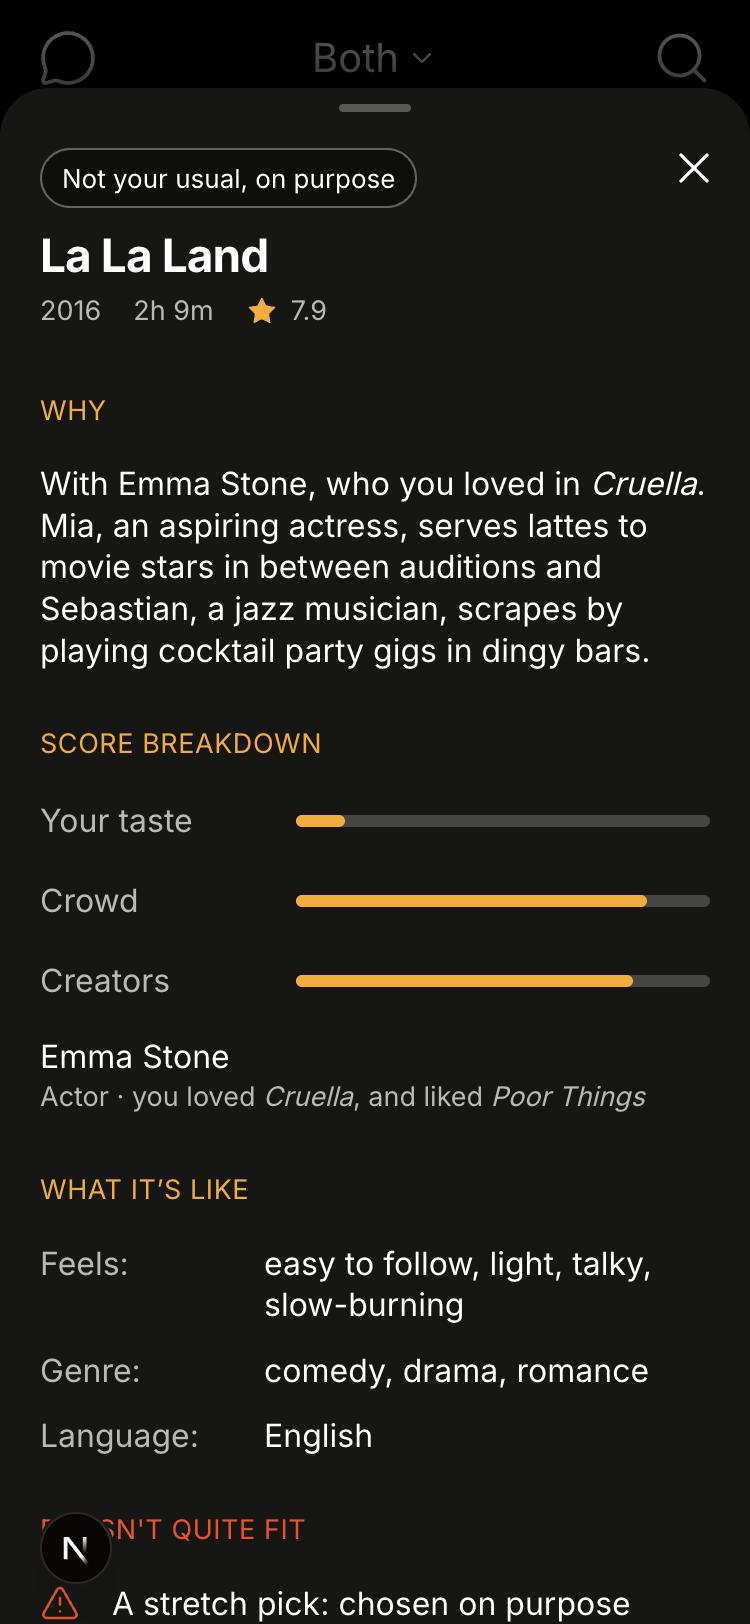 Both
Not your usual, on purpose
La La Land
2016 2h 9m 7.9
WHY
With Emma Stone, who you loved in Cruella.
Mia, an aspiring actress, serves lattes to
movie stars in between auditions and
Sebastian, a jazz musician, scrapes by
playing cocktail party gigs in dingy bars.
SCORE BREAKDOWN
Your taste
Crowd
Creators
Emma Stone
Actor · you loved Cruella, and liked Poor Things
WHAT IT’S LIKE
Feels: easy to follow, light, talky,
slow-burning
Genre: comedy, drama, romance
Language: English
QUITE FIT
N
A stretch pick: chosen on purpose